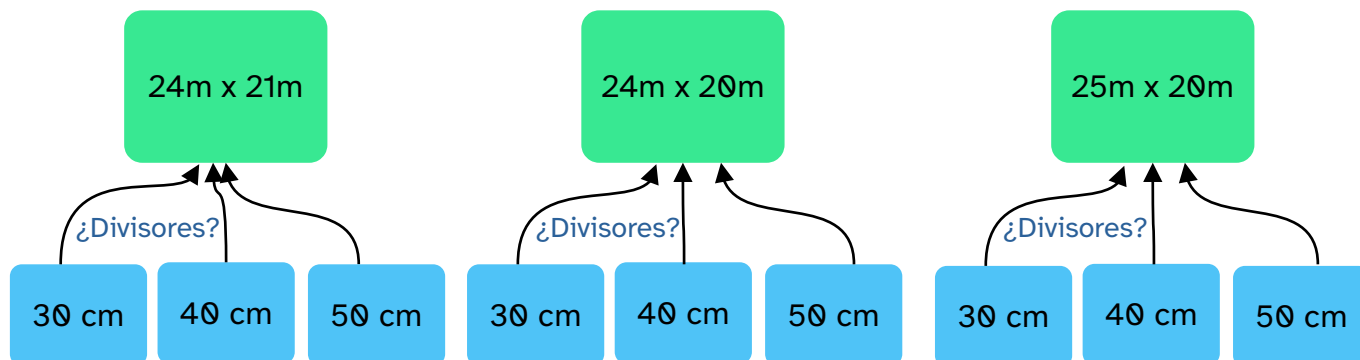 24m x 21m
24m x 20m
25m x 20m
¿Divisores?
¿Divisores?
¿Divisores?
30 cm
40 cm
50 cm
30 cm
40 cm
50 cm
30 cm
40 cm
50 cm